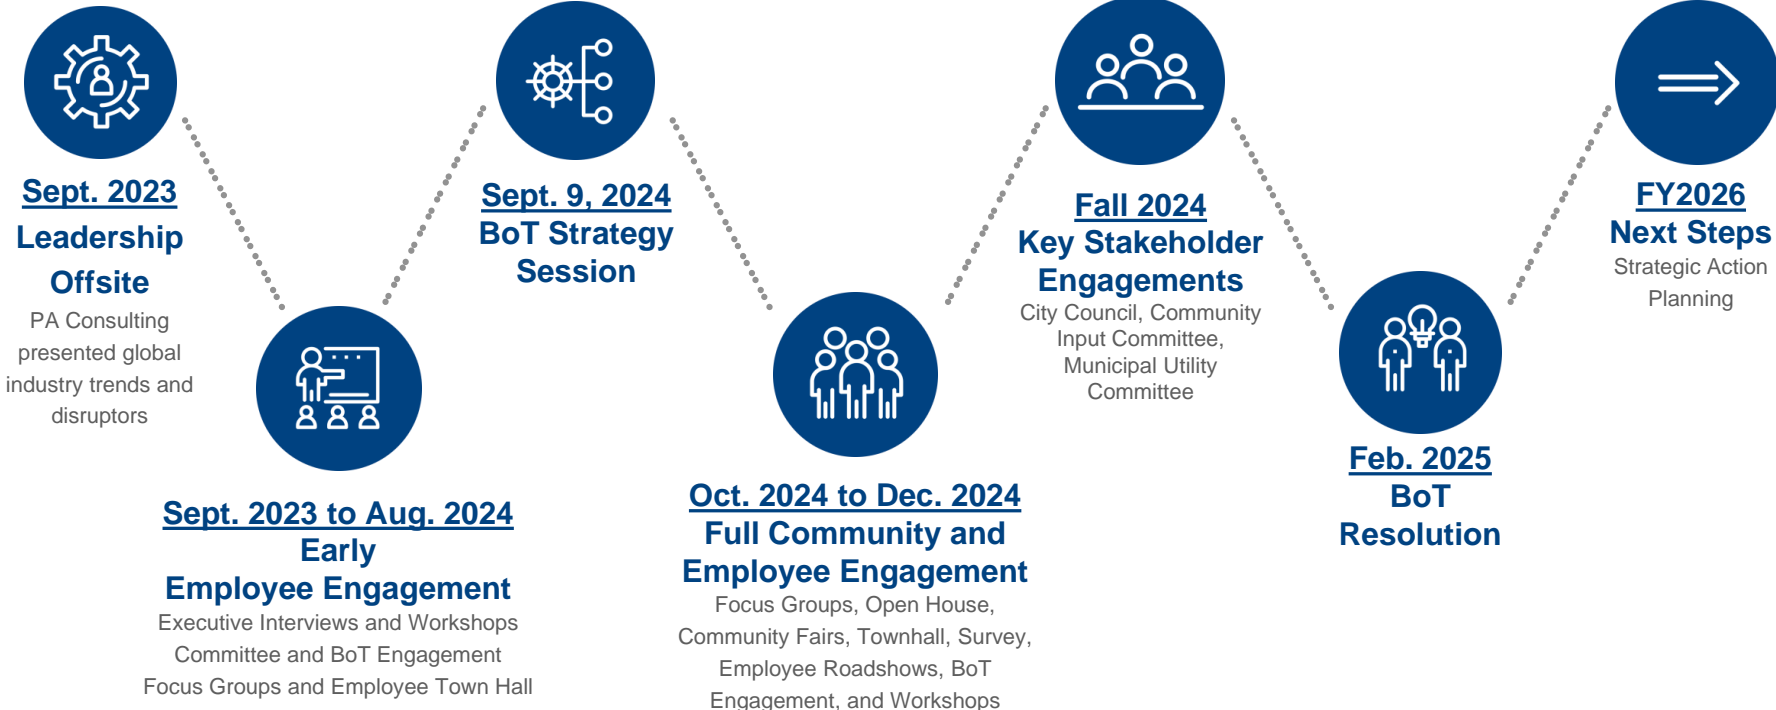 Sept. 2023
Leadership
Offsite
PA Consulting
presented global
industry trends and
disruptors
Sept. 2023 to Aug. 2024
Early
Employee Engagement
Executive Interviews and Workshops
Committee and BoT Engagement
Focus Groups and Employee Town Hall
Sept. 9, 2024
BoT Strategy
Session
Oct. 2024 to Dec. 2024
Full Community and
Employee Engagement
Focus Groups, Open House,
Community Fairs, Townhall, Survey,
Employee Roadshows, BoT
Engagement, and Workshops
Fall 2024
Key Stakeholder
Engagements
City Council, Community
Input Committee,
Municipal Utility
Committee
Feb. 2025
BoT
Resolution
FY2026
Next Steps
Strategic Action
Planning